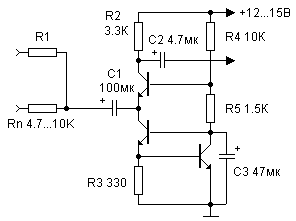 R2
3.3K
+12...15В
C2 4.7мк
R4 10K
R1
C1
100мк
R5 1.5K
Rn 4.7...10K
R3 330
C3 47мк